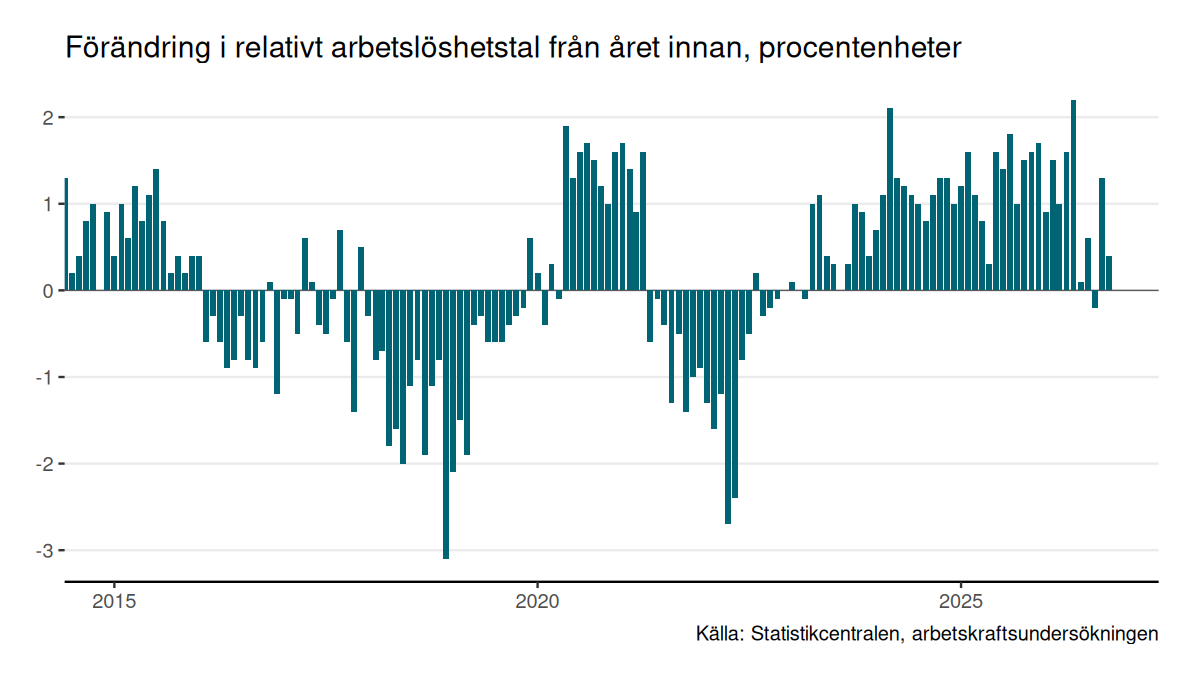 Förändring i relativt arbetslöshetstal från året innan, procentenheter
2
1
0
-1
-2
-3
2015 2020 2025
Källa: Statistikcentralen, arbetskraftsundersökningen